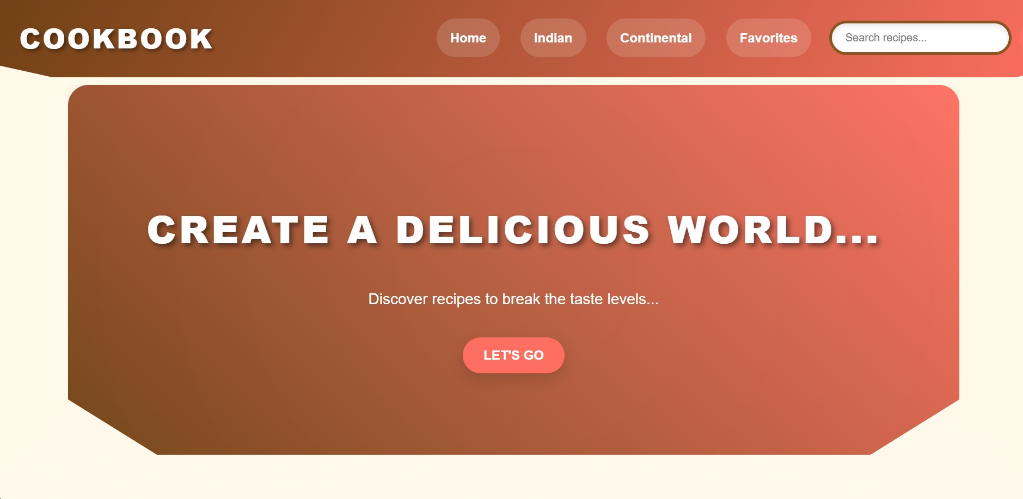 COOKBOOK
Home
Indian
Continental
Favorites
Search recipes...
CREATE A DELICIOUS WORLD...
Discover recipes to break the taste levels...
LET'S GO